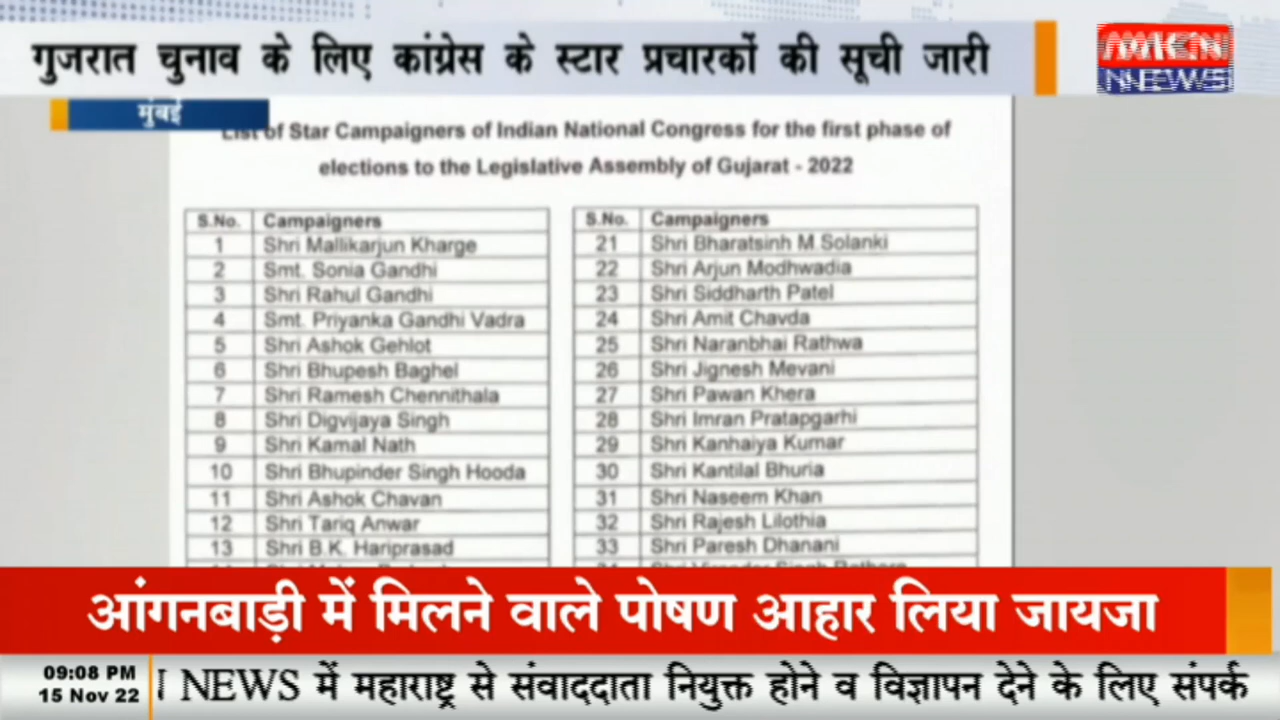 गुजरात चुनाव के लिए कांग्रेस के स्टार प्रचारकों की सूची जारी
NEWS
मुंबई
List of Star Campaigners of Indian National Congress for the first phase of
elections to the Legislative Assembly of Gujarat - 2022
S.No. Campaigners
1 Shri Mallikarjun Kharge
2 Smt. Sonia Gandhi
3 Shri Rahul Gandhi
4 Smt. Priyanka Gandhi Vadra
5 Shri Ashok Gehlot
6 Shri Bhupesh Baghel
7 Shri Ramesh Chennithala
8 Shri Digvijaya Singh
9 Shri Kamal Nath
10 Shri Bhupinder Singh Hooda
11 Shri Ashok Chavan
12 Shri Tariq Anwar
13 Shri B.K. Hariprasad
S.No. Campaigners
21 Shri Bharatsinh M.Solanki
22 Shri Arjun Modhwadia
23 Shri Siddharth Patel
24 Shri Amit Chavda
25 Shri Naranbhai Rathwa
26 Shri Jignesh Mevani
27 Shri Pawan Khera
28 Shri Imran Pratapgarhi
29 Shri Kanhaiya Kumar
30 Shri Kantilal Bhuria
31 Shri Naseem Khan
32 Shri Rajesh Lilothia
33 Shri Paresh Dhanani
आंगनबाड़ी में मिलने वाले पोषण आहार लिया जायजा
09:08 PM
15 Nov 22
NEWS में महाराष्ट्र से संवाददाता नियुक्त होने व विज्ञापन देने के लिए संपर्क